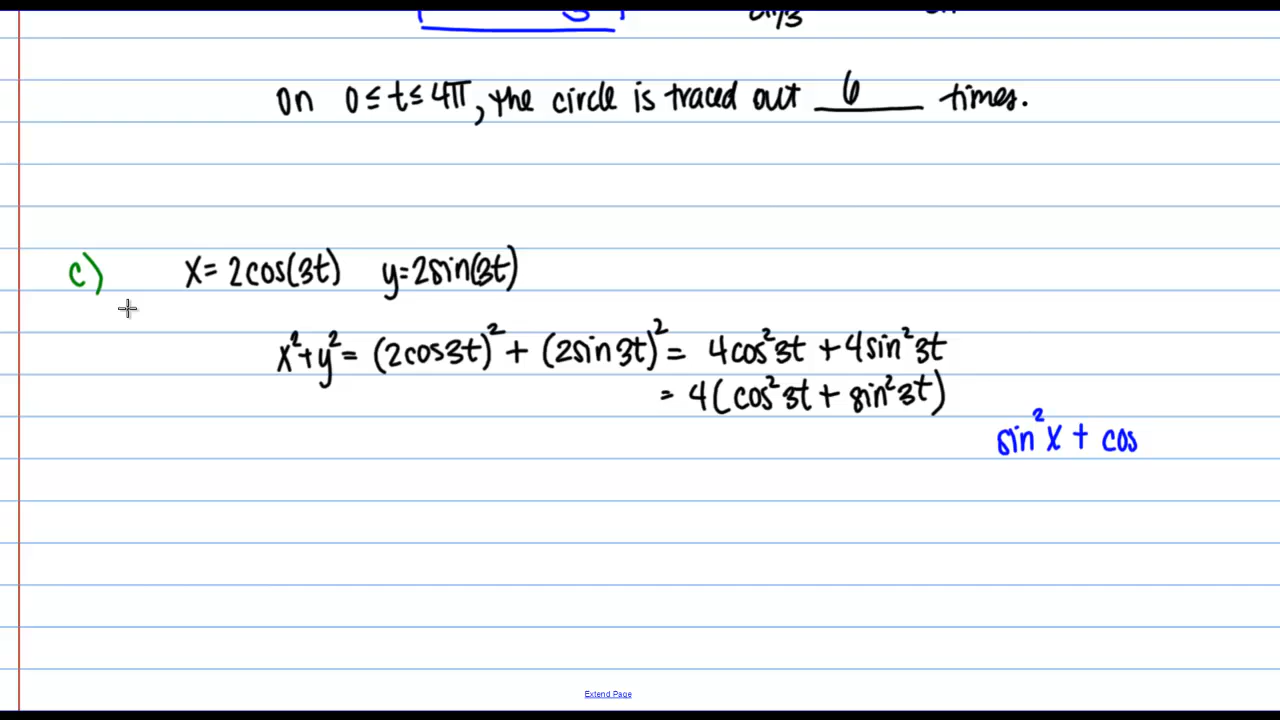 On 0 ≤ t ≤ 4π, the circle is traced out 6 times.
c) x = 2cos(3t) y = 2sin(3t)
x² + y² = (2cos3t)² + (2sin3t)² = 4cos²3t + 4sin²3t
= 4(cos²3t + sin²3t)
sin²x + cos
Extend Page